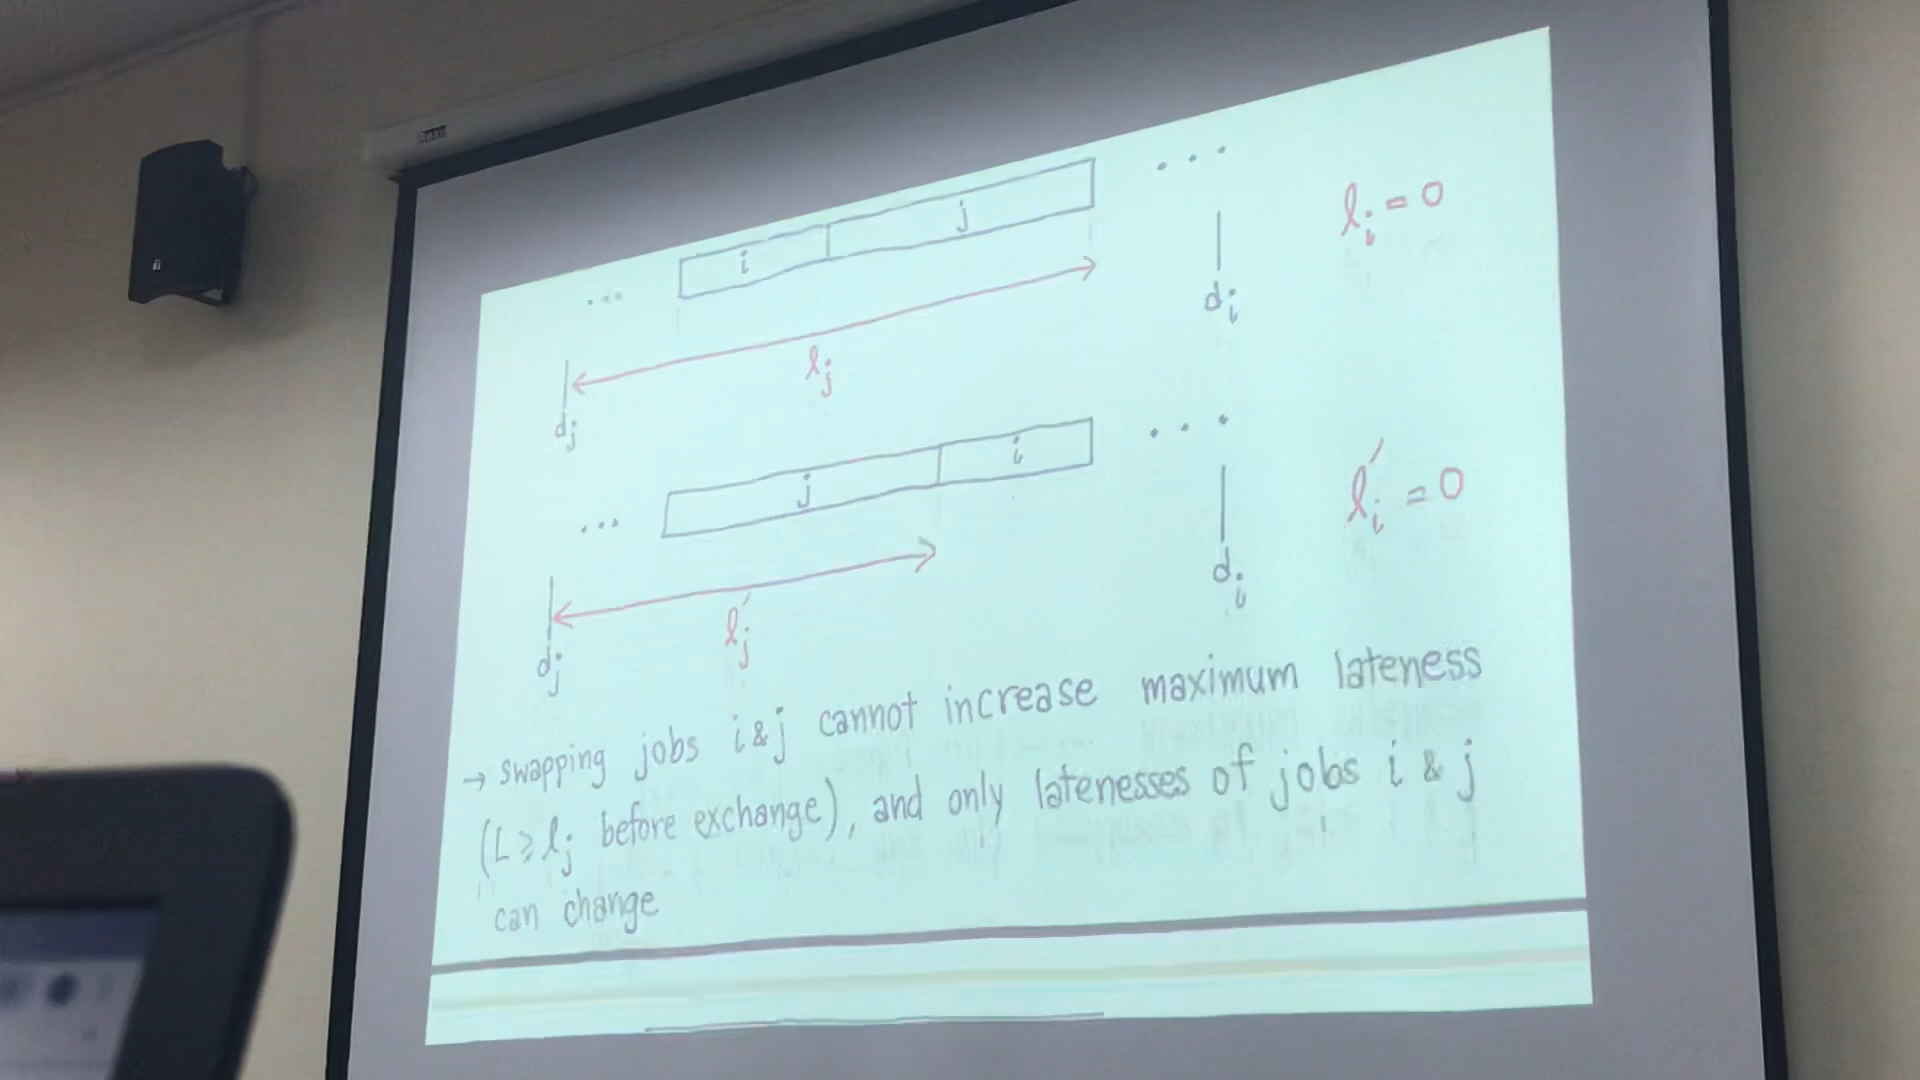 ... i j ...
l_i = 0
d_i
l_j
d_j
... j i ...
l'_i = 0
d_i
l'_j
d_j
→ swapping jobs i & j cannot increase maximum lateness
(L ≥ l_j before exchange), and only latenesses of jobs i & j
can change